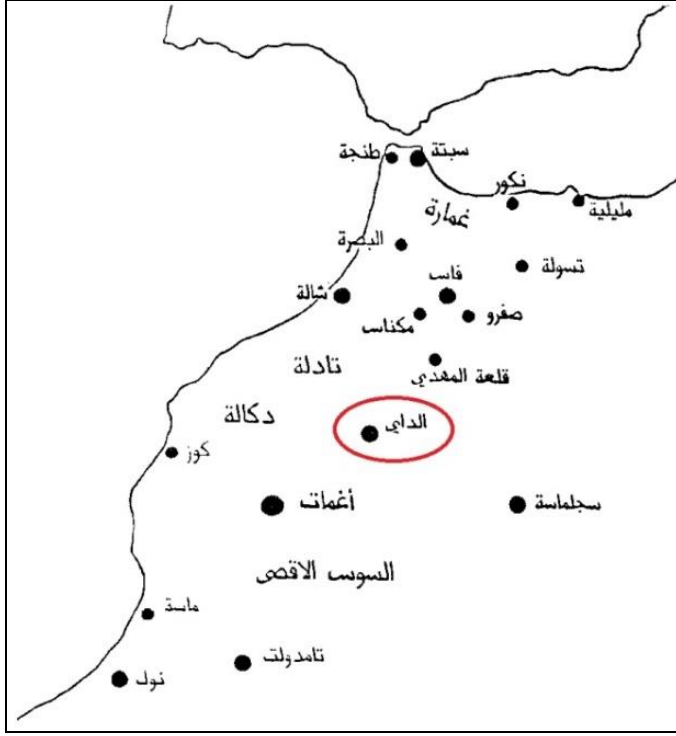 طنجة
سبتة
نكور
مليلية
غمارة
البصرة
تسولة
فاس
شالة
صفرو
مكناس
تادلة
قلعة المهدي
دكالة
الداي
كوز
أغمات
سجلماسة
السوس الاقصى
ماسة
تامدولت
نول